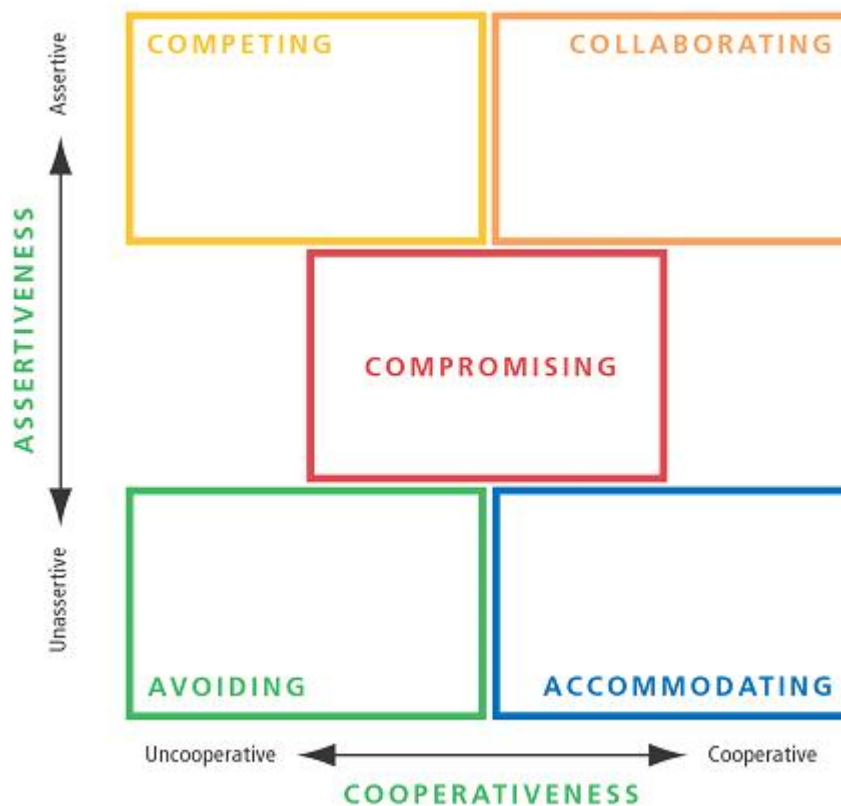 COMPETING
COLLABORATING
Assertive
ASSERTIVENESS
COMPROMISING
Unassertive
AVOIDING
ACCOMMODATING
Uncooperative
Cooperative
COOPERATIVENESS